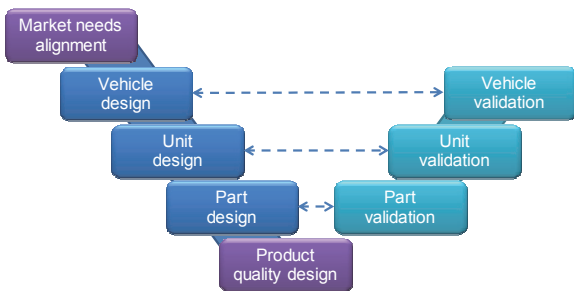 Market needs
alignment
Vehicle
design
Vehicle
validation
Unit
design
Unit
validation
Part
design
Part
validation
Product
quality design